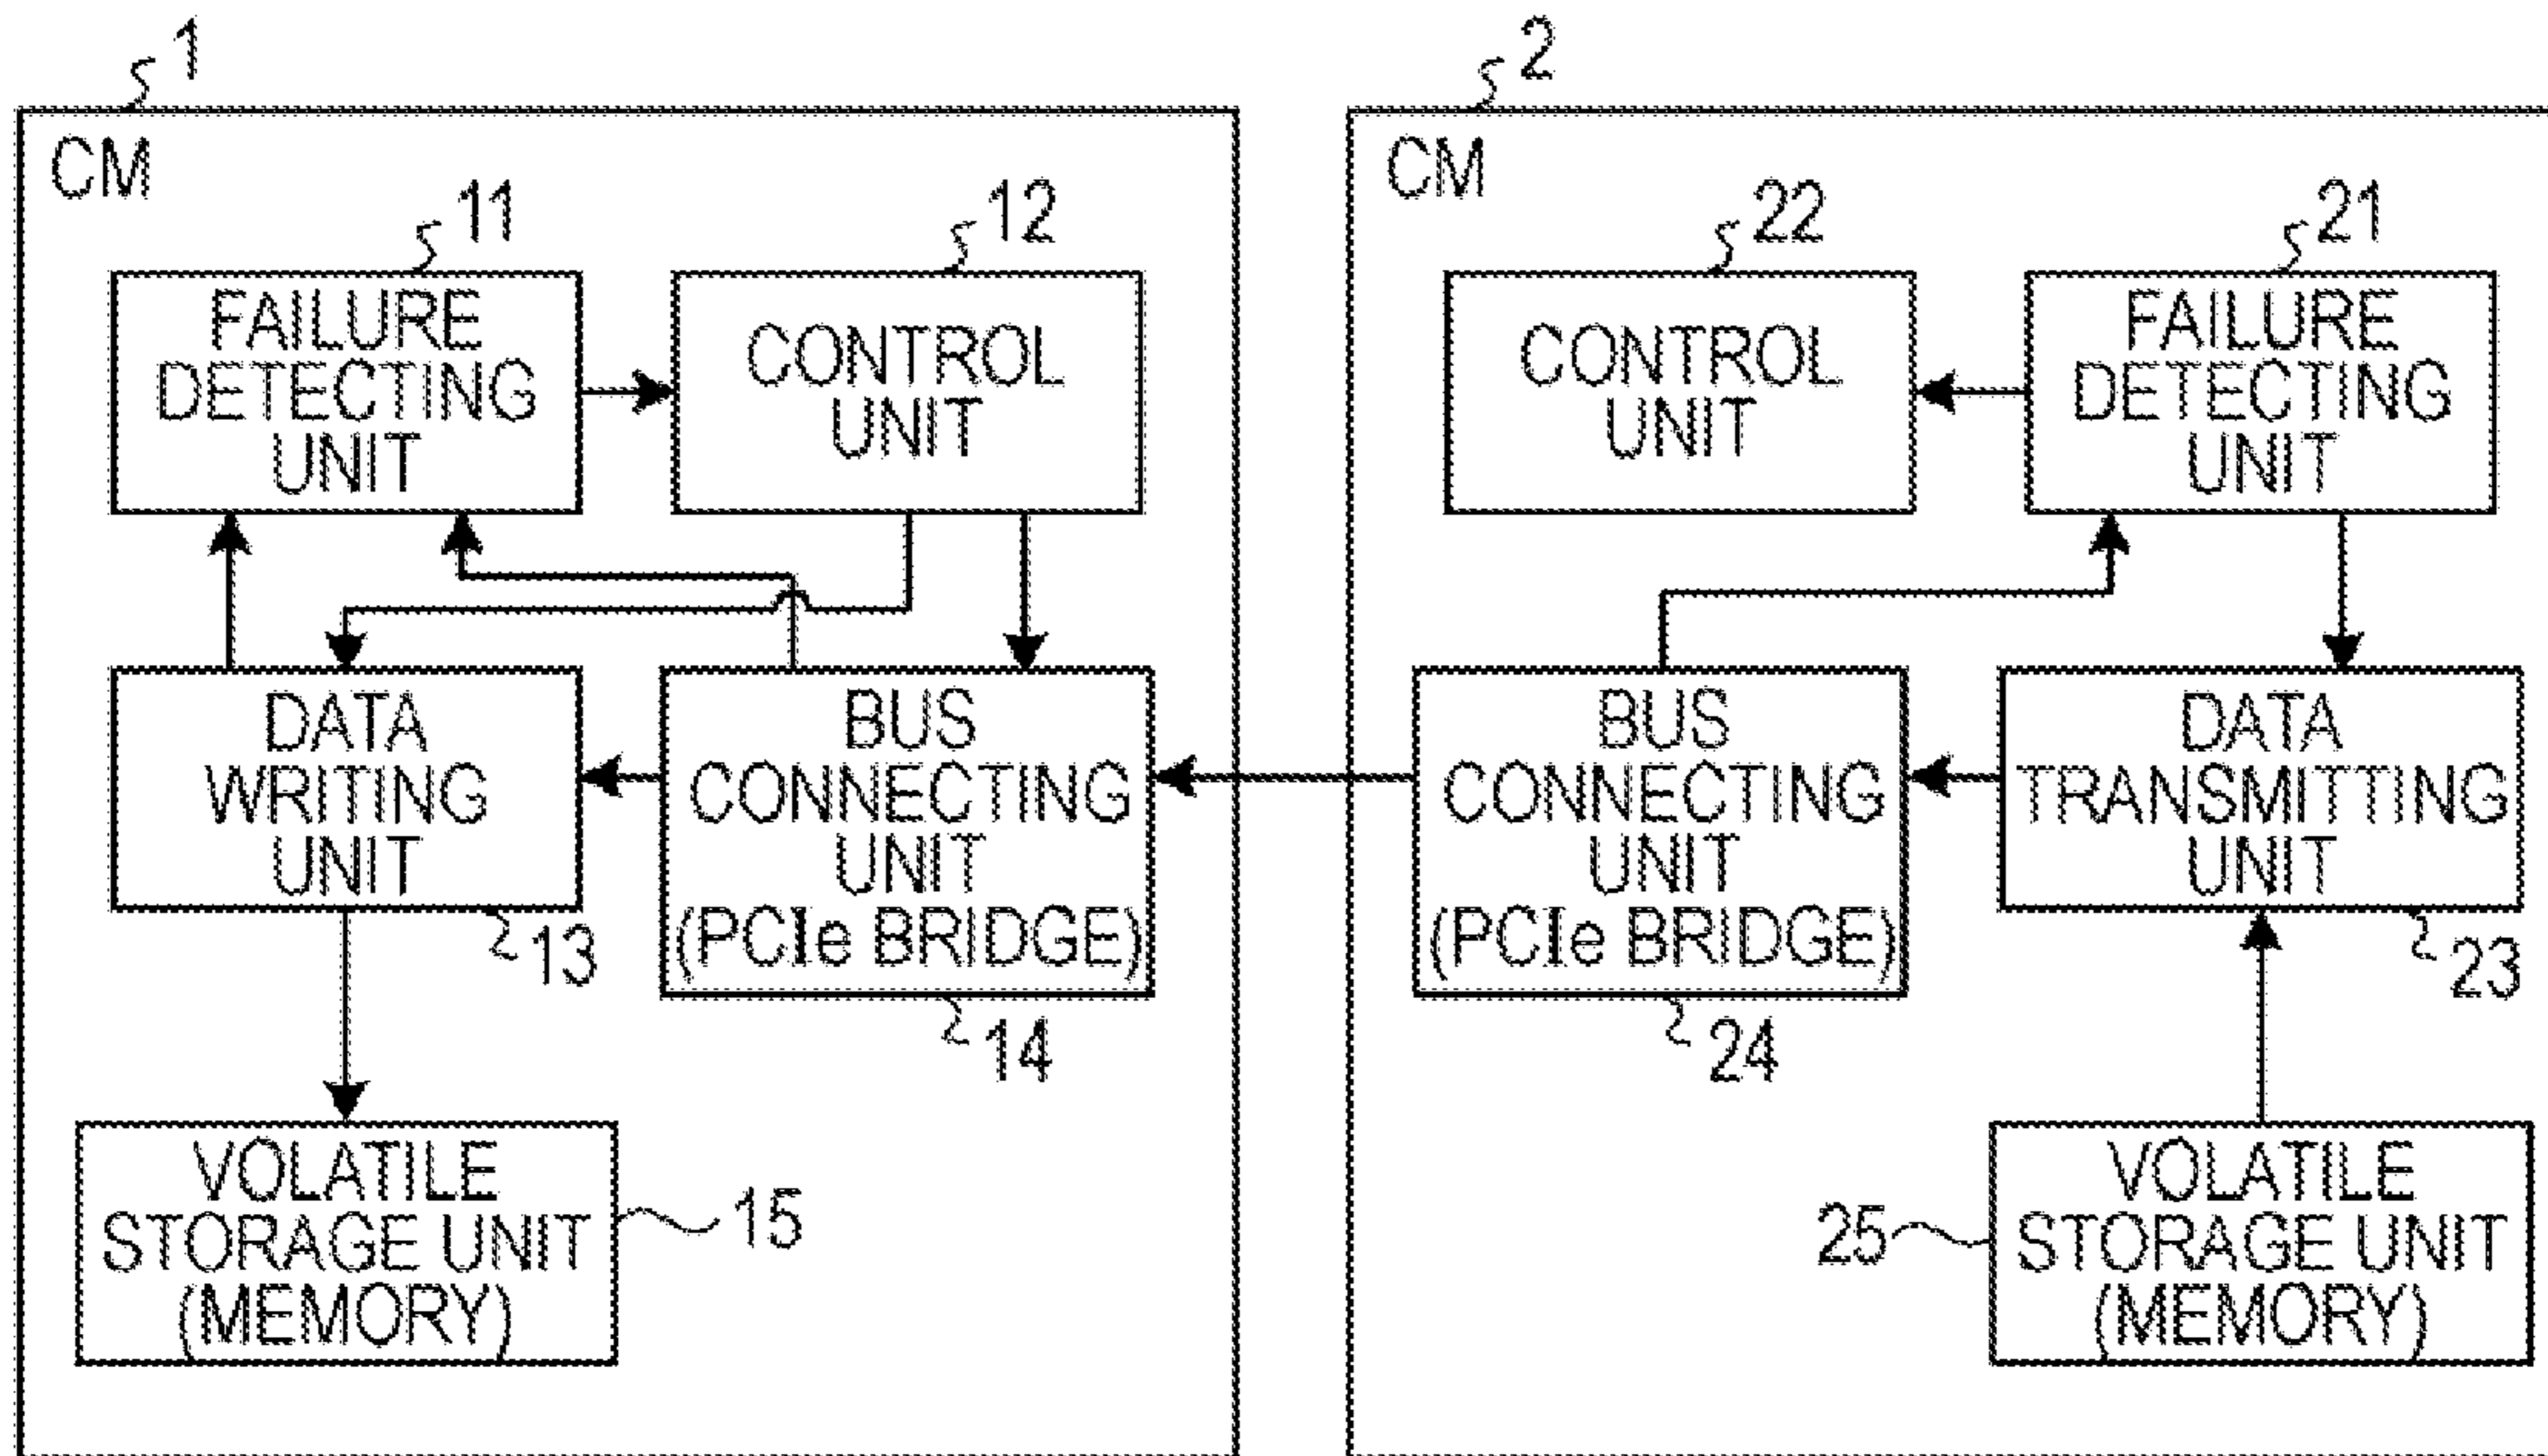 1
CM
11
FAILURE
DETECTING
UNIT
12
CONTROL
UNIT
DATA
WRITING
UNIT
13
BUS
CONNECTING
UNIT
(PCIe BRIDGE)
14
VOLATILE
STORAGE UNIT
(MEMORY)
15
2
CM
22
CONTROL
UNIT
21
FAILURE
DETECTING
UNIT
BUS
CONNECTING
UNIT
(PCIe BRIDGE)
24
DATA
TRANSMITTING
UNIT
23
25
VOLATILE
STORAGE UNIT
(MEMORY)